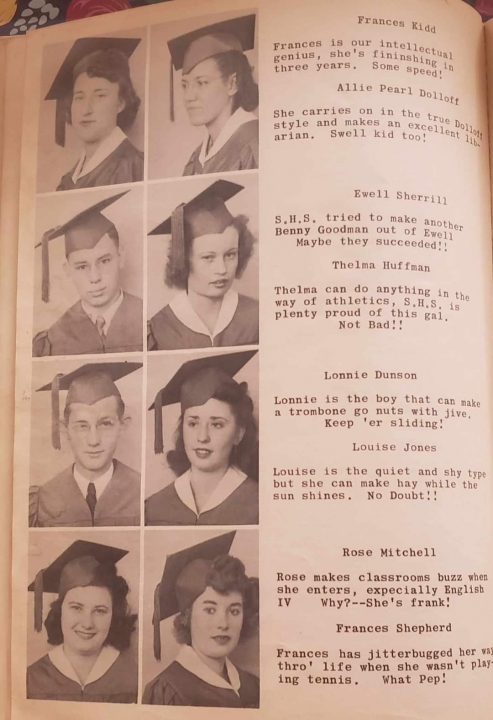 Frances Kidd
Frances is our intellectual
genius, she's fininshing in
three years. Some speed!
Allie Pearl Dolloff
She carries on in the true Dolloff
style and makes an excellent lib-
arian. Swell kid too!
Ewell Sherrill
S.H.S. tried to make another
Benny Goodman out of Ewell
Maybe they succeeded!!
Thelma Huffman
Thelma can do anything in the
way of athletics, S.H.S. is
plenty proud of this gal.
Not Bad!!
Lonnie Dunson
Lonnie is the boy that can make
a trombone go nuts with jive.
Keep 'er sliding!
Louise Jones
Louise is the quiet and shy type
but she can make hay while the
sun shines. No Doubt!!
Rose Mitchell
Rose makes classrooms buzz when
she enters, expecially English
IV Why?--She's frank!
Frances Shepherd
Frances has jitterbugged her way
thro' life when she wasn't play-
ing tennis. What Pep!